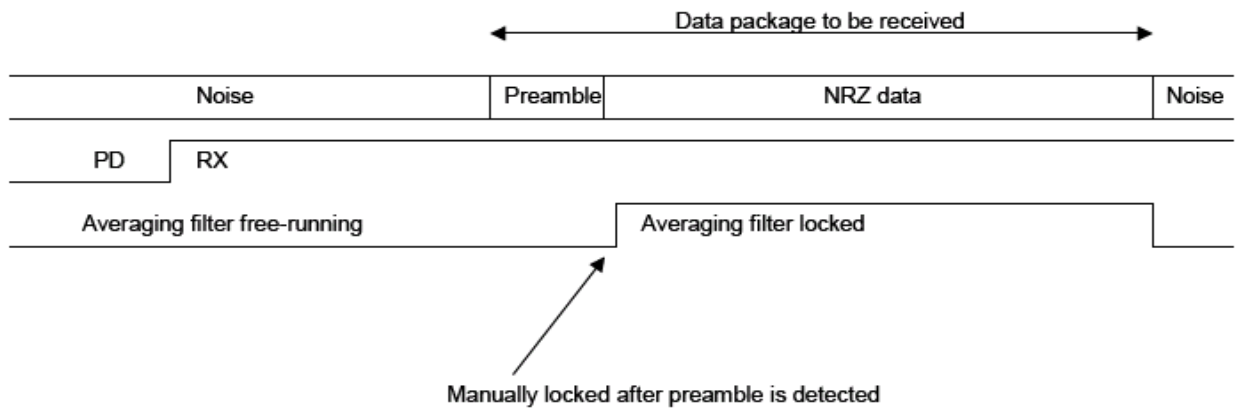 Data package to be received
Noise Preamble NRZ data Noise
PD RX
Averaging filter free-running Averaging filter locked
Manually locked after preamble is detected